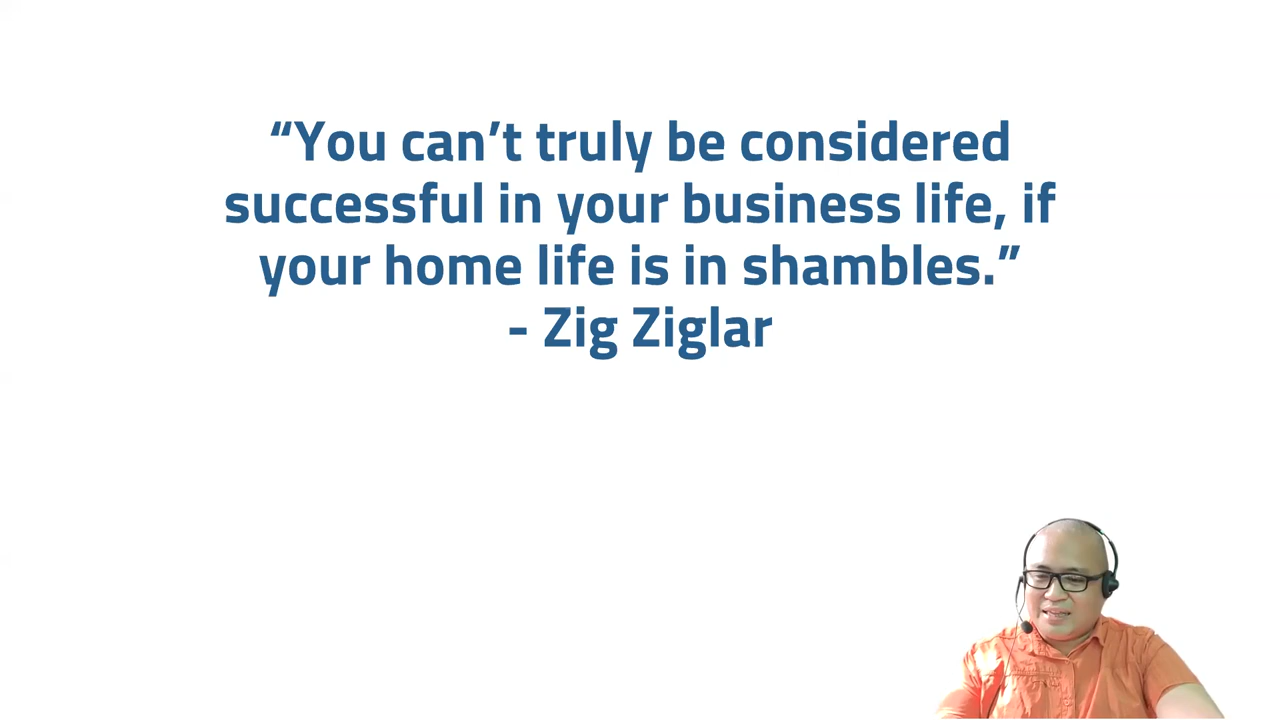 “You can’t truly be considered
successful in your business life, if
your home life is in shambles.”
- Zig Ziglar